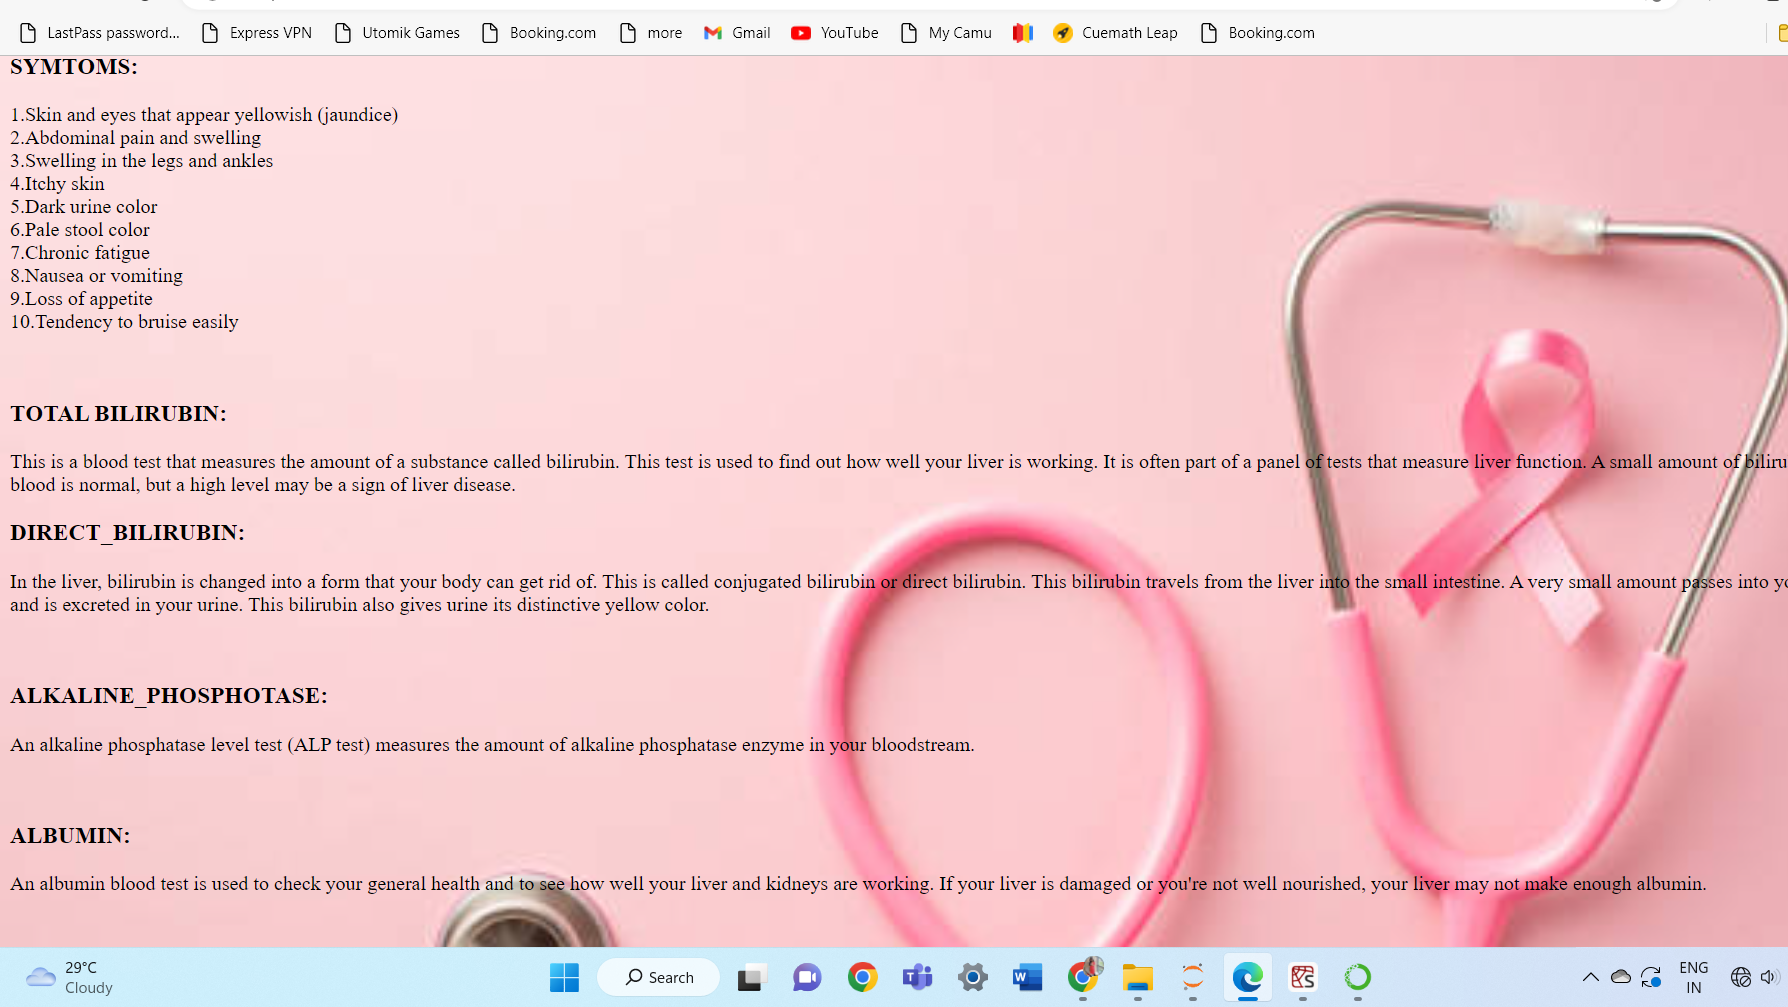 LastPass password... Express VPN Utomik Games Booking.com more Gmail YouTube My Camu Cuemath Leap Booking.com
SYMTOMS:
1.Skin and eyes that appear yellowish (jaundice)
2.Abdominal pain and swelling
3.Swelling in the legs and ankles
4.Itchy skin
5.Dark urine color
6.Pale stool color
7.Chronic fatigue
8.Nausea or vomiting
9.Loss of appetite
10.Tendency to bruise easily
TOTAL BILIRUBIN:
This is a blood test that measures the amount of a substance called bilirubin. This test is used to find out how well your liver is working. It is often part of a panel of tests that measure liver function. A small amount of
blood is normal, but a high level may be a sign of liver disease.
DIRECT_BILIRUBIN:
In the liver, bilirubin is changed into a form that your body can get rid of. This is called conjugated bilirubin or direct bilirubin. This bilirubin travels from the liver into the small intestine. A very small amount passes into
and is excreted in your urine. This bilirubin also gives urine its distinctive yellow color.
ALKALINE_PHOSPHOTASE:
An alkaline phosphatase level test (ALP test) measures the amount of alkaline phosphatase enzyme in your bloodstream.
ALBUMIN:
An albumin blood test is used to check your general health and to see how well your liver and kidneys are working. If your liver is damaged or you're not well nourished, your liver may not make enough albumin.
29°C
Cloudy
Search
ENG
IN